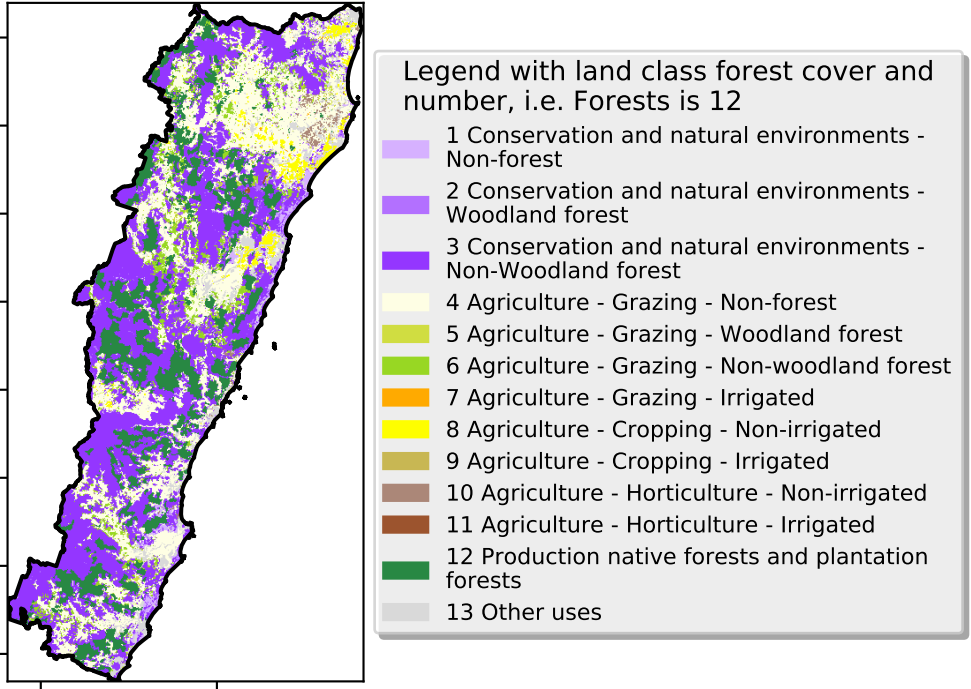 Legend with land class forest cover and
number, i.e. Forests is 12
1 Conservation and natural environments -
Non-forest
2 Conservation and natural environments -
Woodland forest
3 Conservation and natural environments -
Non-Woodland forest
4 Agriculture - Grazing - Non-forest
5 Agriculture - Grazing - Woodland forest
6 Agriculture - Grazing - Non-woodland forest
7 Agriculture - Grazing - Irrigated
8 Agriculture - Cropping - Non-irrigated
9 Agriculture - Cropping - Irrigated
10 Agriculture - Horticulture - Non-irrigated
11 Agriculture - Horticulture - Irrigated
12 Production native forests and plantation
forests
13 Other uses